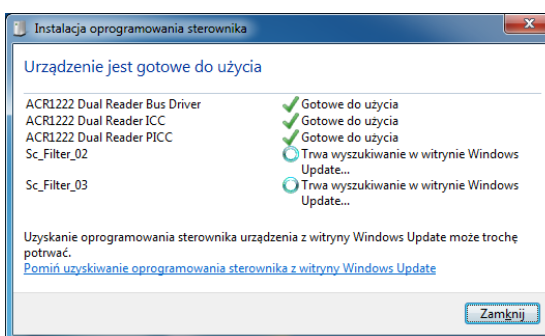 Instalacja oprogramowania sterownika
Urządzenie jest gotowe do użycia
ACR1222 Dual Reader Bus Driver Gotowe do użycia
ACR1222 Dual Reader ICC Gotowe do użycia
ACR1222 Dual Reader PICC Gotowe do użycia
Sc_Filter_02 Trwa wyszukiwanie w witrynie Windows
Update...
Sc_Filter_03 Trwa wyszukiwanie w witrynie Windows
Update...
Uzyskanie oprogramowania sterownika urządzenia z witryny Windows Update może trochę
potrwać.
Pomiń uzyskiwanie oprogramowania sterownika z witryny Windows Update
Zamknij